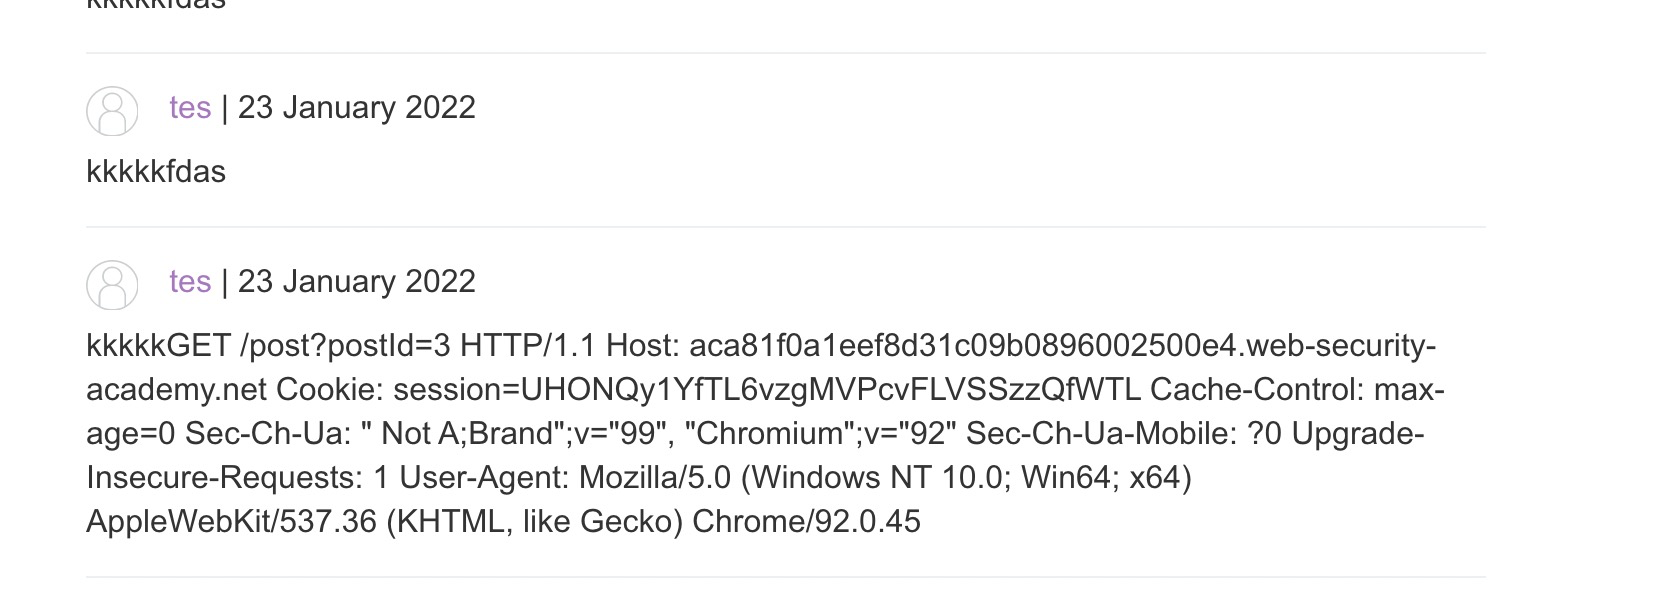 kkkkkfdas
tes | 23 January 2022
kkkkkfdas
tes | 23 January 2022
kkkkkGET /post?postId=3 HTTP/1.1 Host: aca81f0a1eef8d31c09b0896002500e4.web-security-
academy.net Cookie: session=UHONQy1YfTL6vzgMVPcvFLVSSzzQfWTL Cache-Control: max-
age=0 Sec-Ch-Ua: " Not A;Brand";v="99", "Chromium";v="92" Sec-Ch-Ua-Mobile: ?0 Upgrade-
Insecure-Requests: 1 User-Agent: Mozilla/5.0 (Windows NT 10.0; Win64; x64)
AppleWebKit/537.36 (KHTML, like Gecko) Chrome/92.0.45